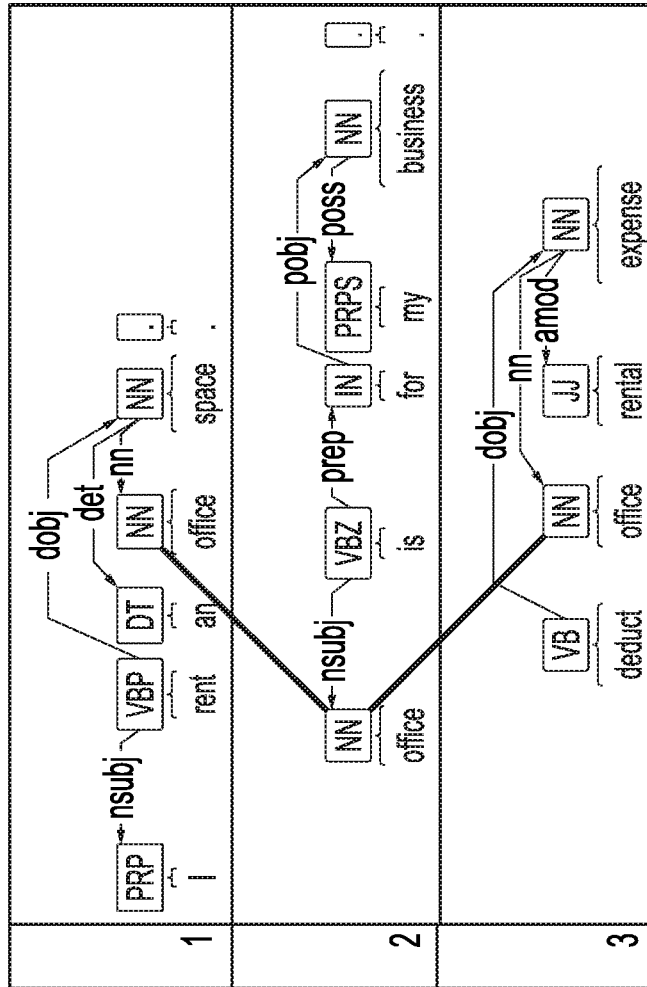 1
nsubj
dobj
det
nn
PRP VBP DT NN NN .
I rent an office space .
2
nsubj
prep
pobj
poss
NN VBZ IN PRPS NN .
office is for my business .
3
dobj
nn
amod
VB NN JJ NN
deduct office rental expense